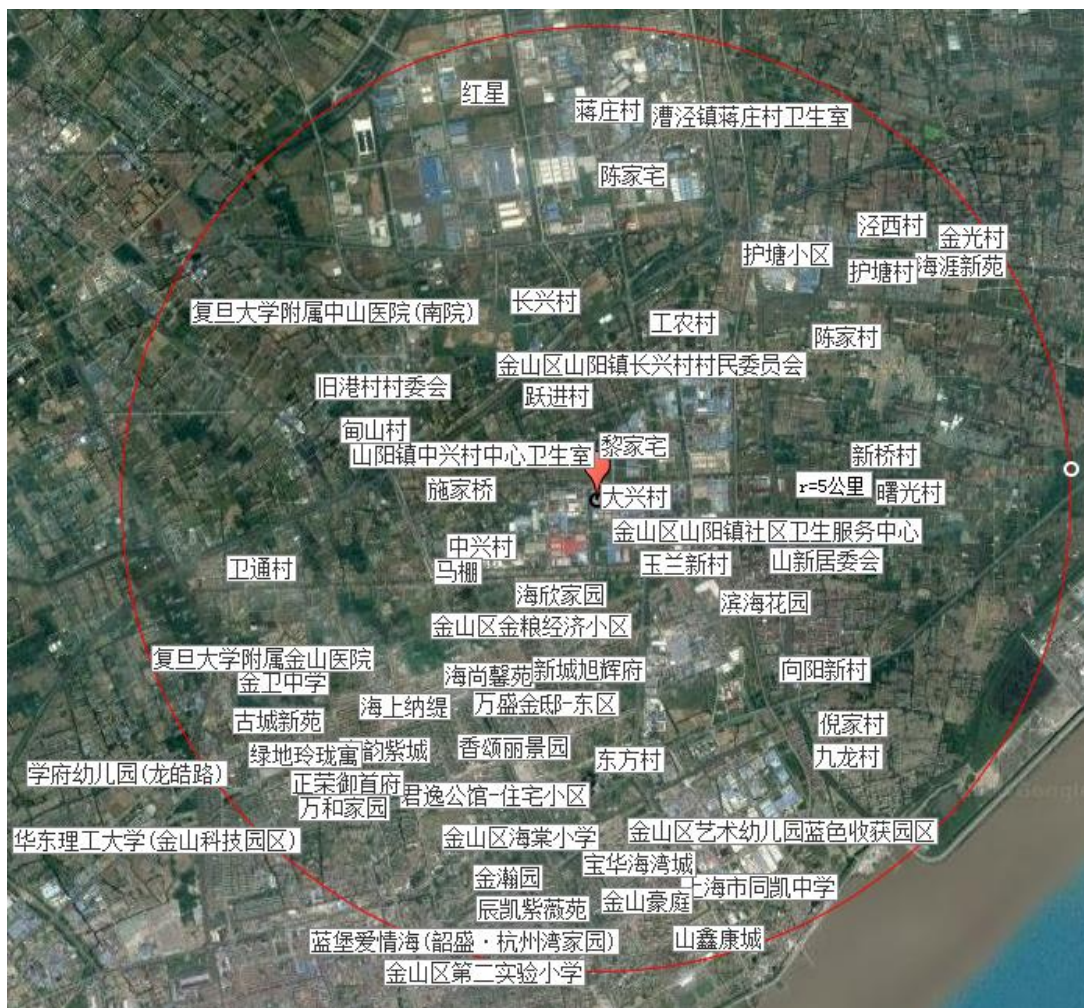 红星
蒋庄村
漕泾镇蒋庄村卫生室
陈家宅
泾西村
金光村
护塘小区
护塘村
海涯新苑
复旦大学附属中山医院(南院)
长兴村
工农村
陈家村
金山区山阳镇长兴村村民委员会
旧港村村委会
跃进村
甸山村
山阳镇中兴村中心卫生室
黎家宅
新桥村
施家桥
r=5公里
大兴村
曙光村
金山区山阳镇社区卫生服务中心
中兴村
卫通村
马棚
玉兰新村
山新居委会
海欣家园
滨海花园
金山区金粮经济小区
复旦大学附属金山医院
金卫中学
海尚馨苑
新城旭辉府
向阳新村
海上纳缇
万盛金邸-东区
古城新苑
倪家村
绿地玲珑寓
韵紫城
香颂丽景园
东方村
九龙村
学府幼儿园(龙皓路)
正荣御首府
君逸公馆-住宅小区
万和家园
华东理工大学(金山科技园区)
金山区海棠小学
金山区艺术幼儿园蓝色收获园区
宝华海湾城
金瀚园
上海市同凯中学
辰凯紫薇苑
金山豪庭
蓝堡爱情海(韶盛·杭州湾家园)
山鑫康城
金山区第二实验小学